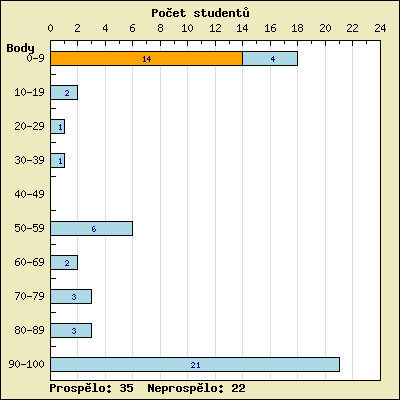 Počet studentů
0 2 4 6 8 10 12 14 16 18 20 22 24
Body
0-9 14 4
10-19 2
20-29 1
30-39 1
40-49
50-59 6
60-69 2
70-79 3
80-89 3
90-100 21
Prospělo: 35 Neprospělo: 22